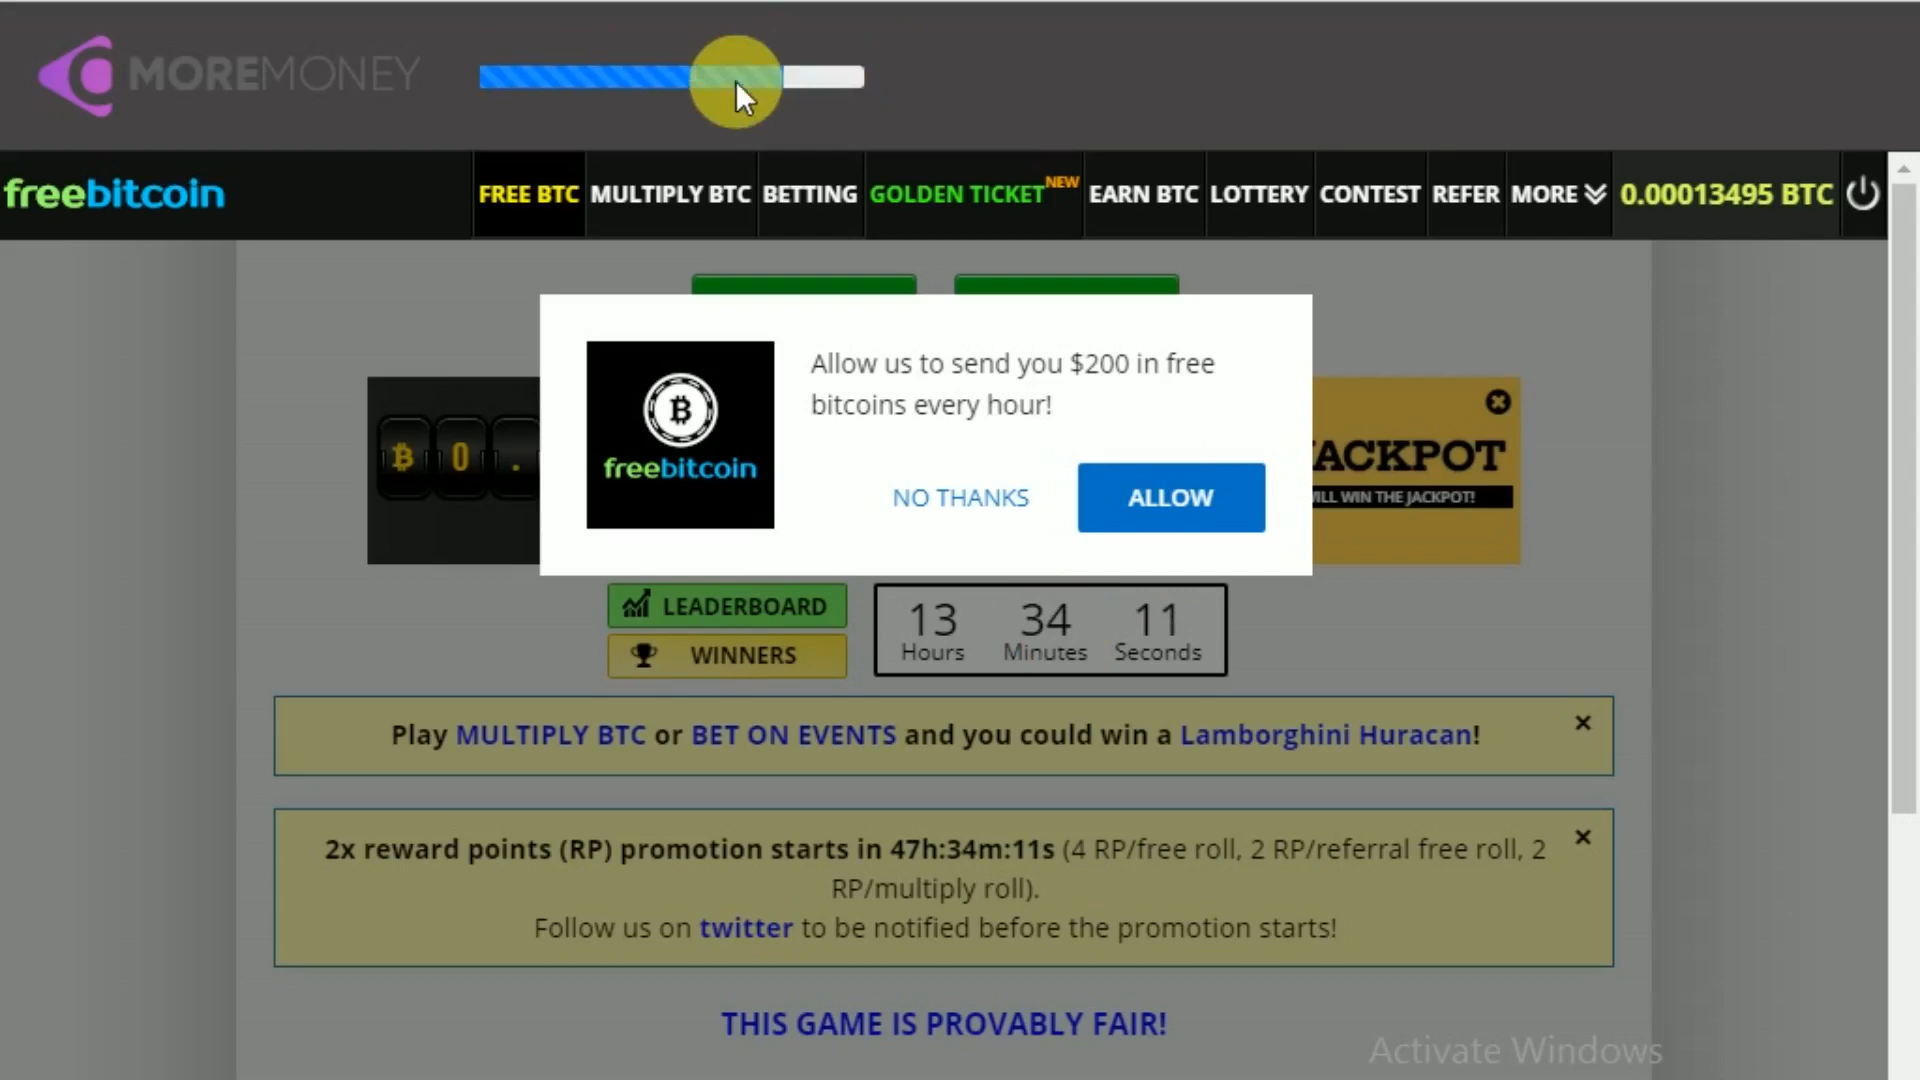 MOREMONEY
freebitcoin
FREE BTC
MULTIPLY BTC
BETTING
GOLDEN TICKET NEW
EARN BTC
LOTTERY
CONTEST
REFER
MORE
0.00013495 BTC
Allow us to send you $200 in free
bitcoins every hour!
freebitcoin
NO THANKS
ALLOW
0.
ACKPOT
WILL WIN THE JACKPOT!
LEADERBOARD
WINNERS
13 34 11
Hours Minutes Seconds
Play MULTIPLY BTC or BET ON EVENTS and you could win a Lamborghini Huracan!
2x reward points (RP) promotion starts in 47h:34m:11s (4 RP/free roll, 2 RP/referral free roll, 2
RP/multiply roll).
Follow us on twitter to be notified before the promotion starts!
THIS GAME IS PROVABLY FAIR!
Activate Windows